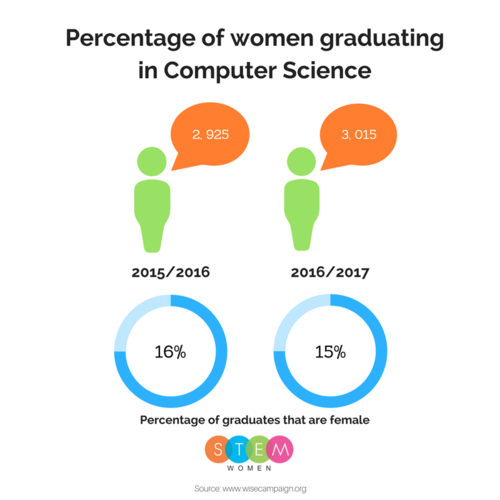 Percentage of women graduating
in Computer Science
2, 925
3, 015
2015/2016
2016/2017
16%
15%
Percentage of graduates that are female
STEM
WOMEN
Source: www.wisecampaign.org